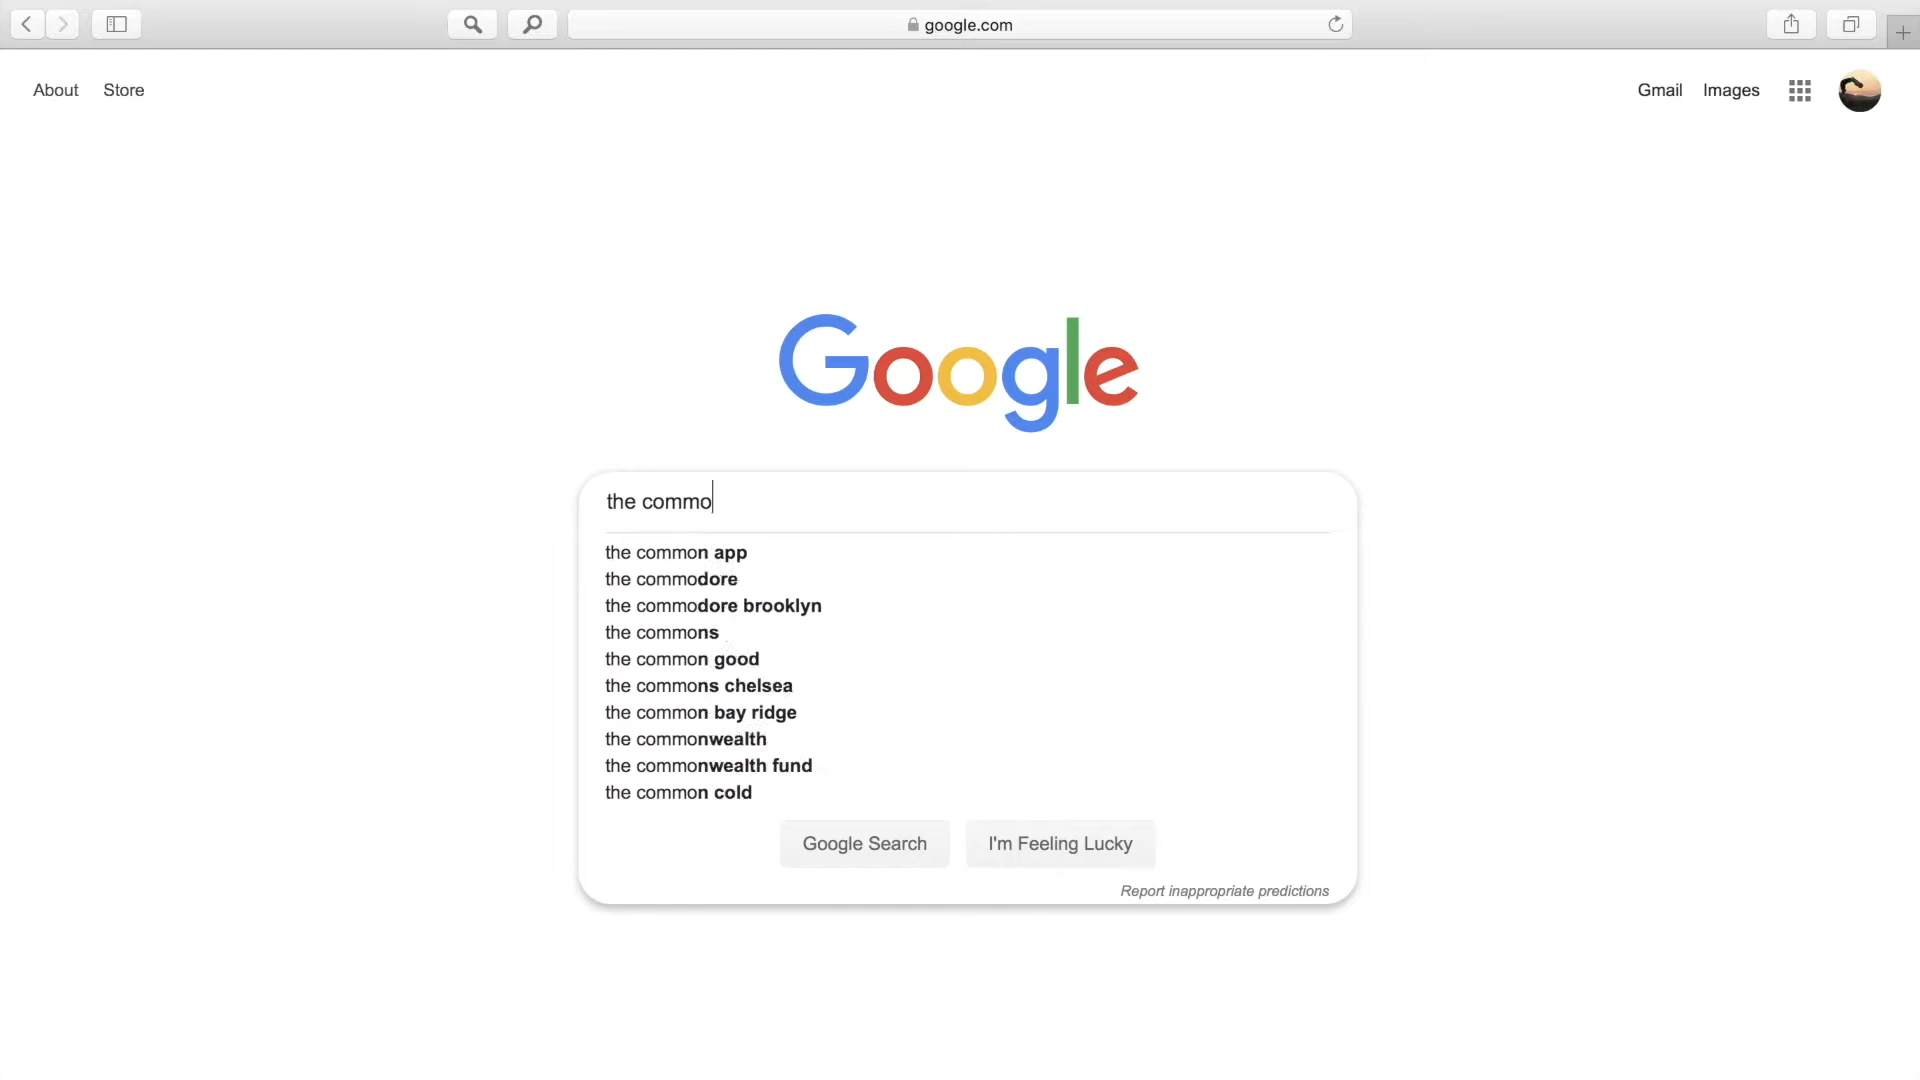 google.com
About Store Gmail Images
Google
the commo
the common app
the commodore
the commodore brooklyn
the commons
the common good
the commons chelsea
the common bay ridge
the commonwealth
the commonwealth fund
the common cold
Google Search I'm Feeling Lucky
Report inappropriate predictions